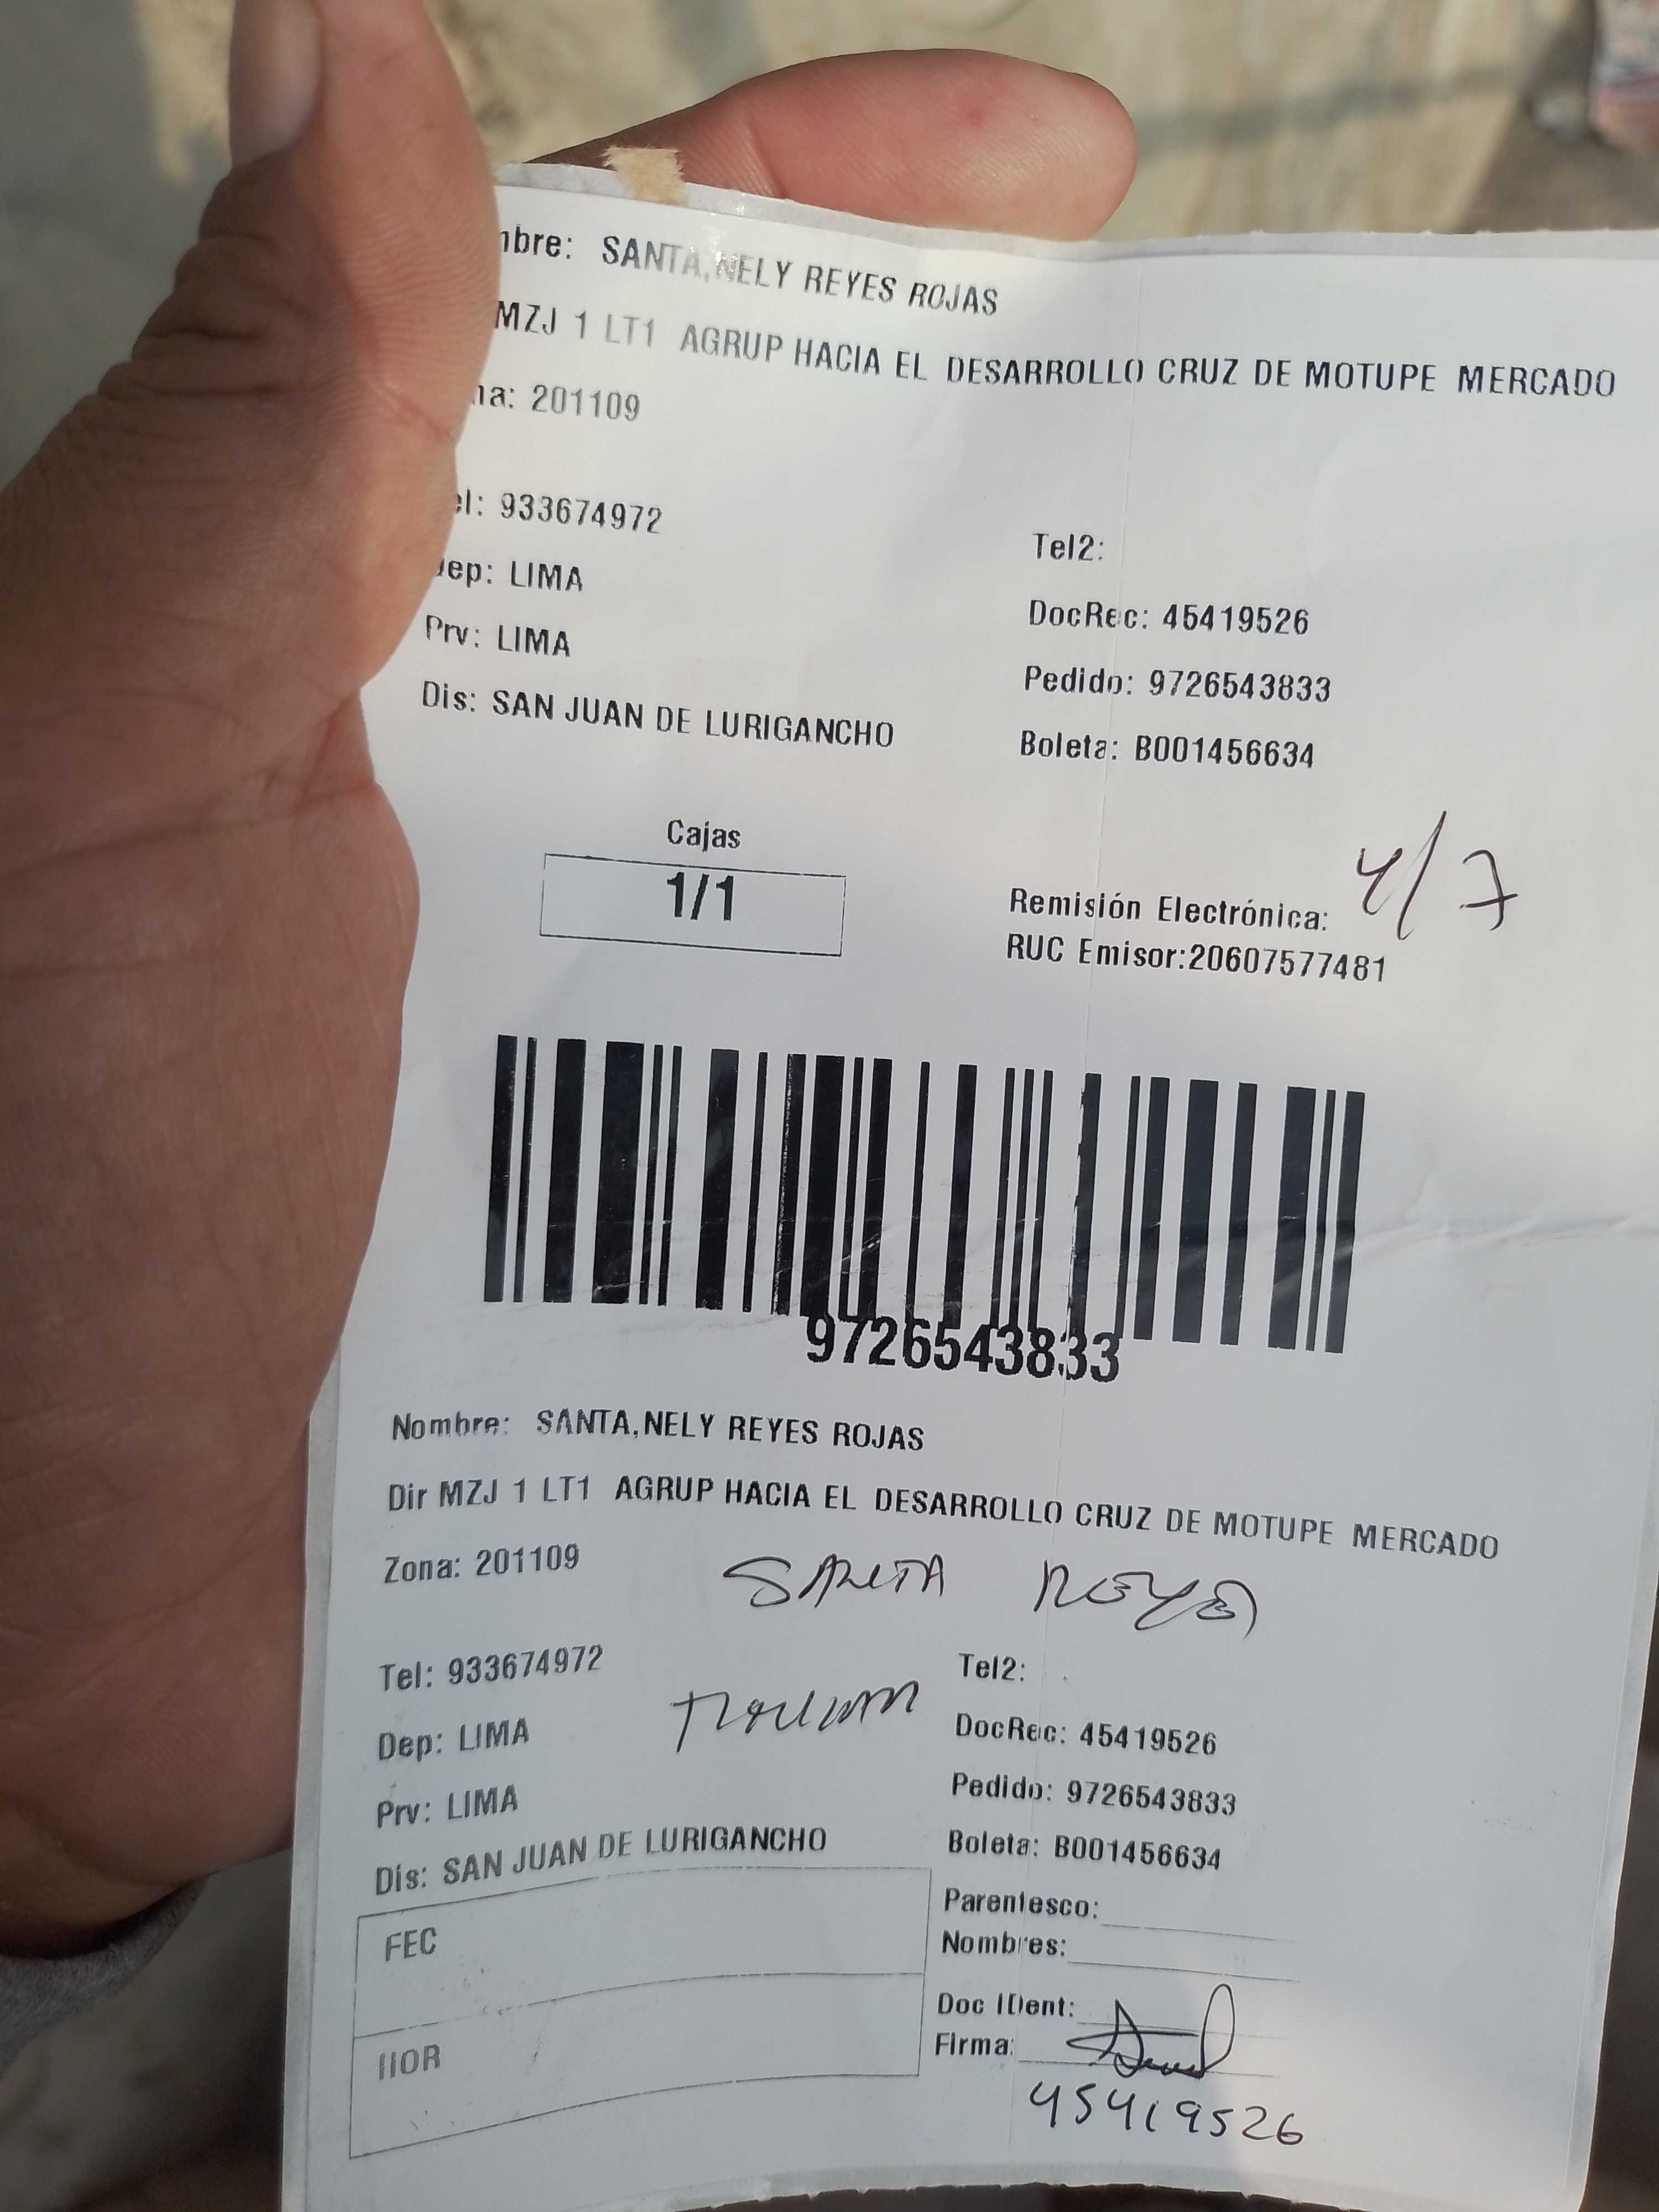 mbre: SANTA,NELY REYES ROJAS
MZJ 1 LT1 AGRUP HACIA EL DESARROLLO CRUZ DE MOTUPE MERCADO
na: 201109
el: 933674972
Tel2:
ep: LIMA
DocRec: 45419526
Prv: LIMA
Pedido: 9726543833
Dis: SAN JUAN DE LURIGANCHO
Boleta: B001456634
Cajas
1/1
4/7
Remisión Electrónica:
RUC Emisor:20607577481
9726543833
Nombre: SANTA,NELY REYES ROJAS
Dir MZJ 1 LT1 AGRUP HACIA EL DESARROLLO CRUZ DE MOTUPE MERCADO
Zona: 201109
SANTA REYES
Tel: 933674972
Tel2:
Dep: LIMA
DocRec: 45419526
Prv: LIMA
Pedido: 9726543833
Dis: SAN JUAN DE LURIGANCHO
Boleta: B001456634
Parentesco:
FEC
Nombres:
Doc IDent:
HOR
Firma:
45419526